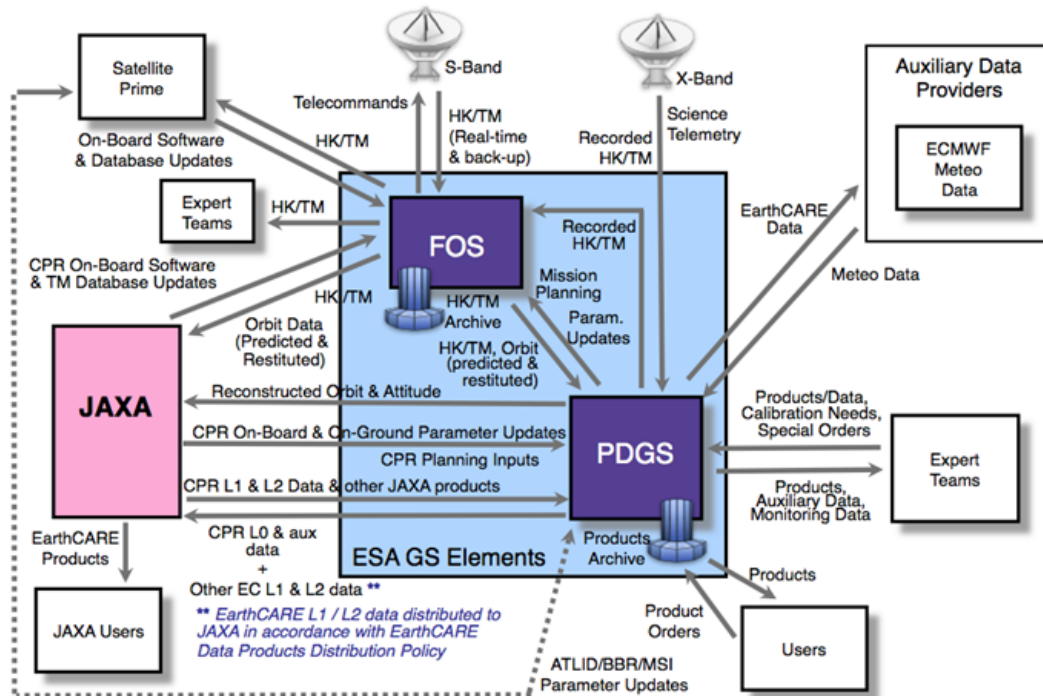 Satellite
Prime
S-Band
X-Band
Auxiliary Data
Providers
ECMWF
Meteo
Data
Telecommands
HK/TM
(Real-time
& back-up)
Recorded
HK/TM
Science
Telemetry
HK/TM
On-Board Software
& Database Updates
Expert
Teams
HK/TM
FOS
Recorded
HK/TM
EarthCARE
Data
Meteo Data
CPR On-Board Software
& TM Database Updates
HK/TM
HK/TM
Archive
Mission
Planning
Param.
Updates
Orbit Data
(Predicted &
Restituted)
HK/TM, Orbit
(predicted &
restituted)
JAXA
Reconstructed Orbit & Attitude
CPR On-Board & On-Ground Parameter Updates
CPR Planning Inputs
CPR L1 & L2 Data & other JAXA products
PDGS
Products/Data,
Calibration Needs,
Special Orders
Expert
Teams
Products,
Auxiliary Data,
Monitoring Data
EarthCARE
Products
CPR L0 & aux
data
+
Other EC L1 & L2 data **
ESA GS Elements
Products
Archive
Products
JAXA Users
** EarthCARE L1 / L2 data distributed to
JAXA in accordance with EarthCARE
Data Products Distribution Policy
Product
Orders
Users
ATLID/BBR/MSI
Parameter Updates